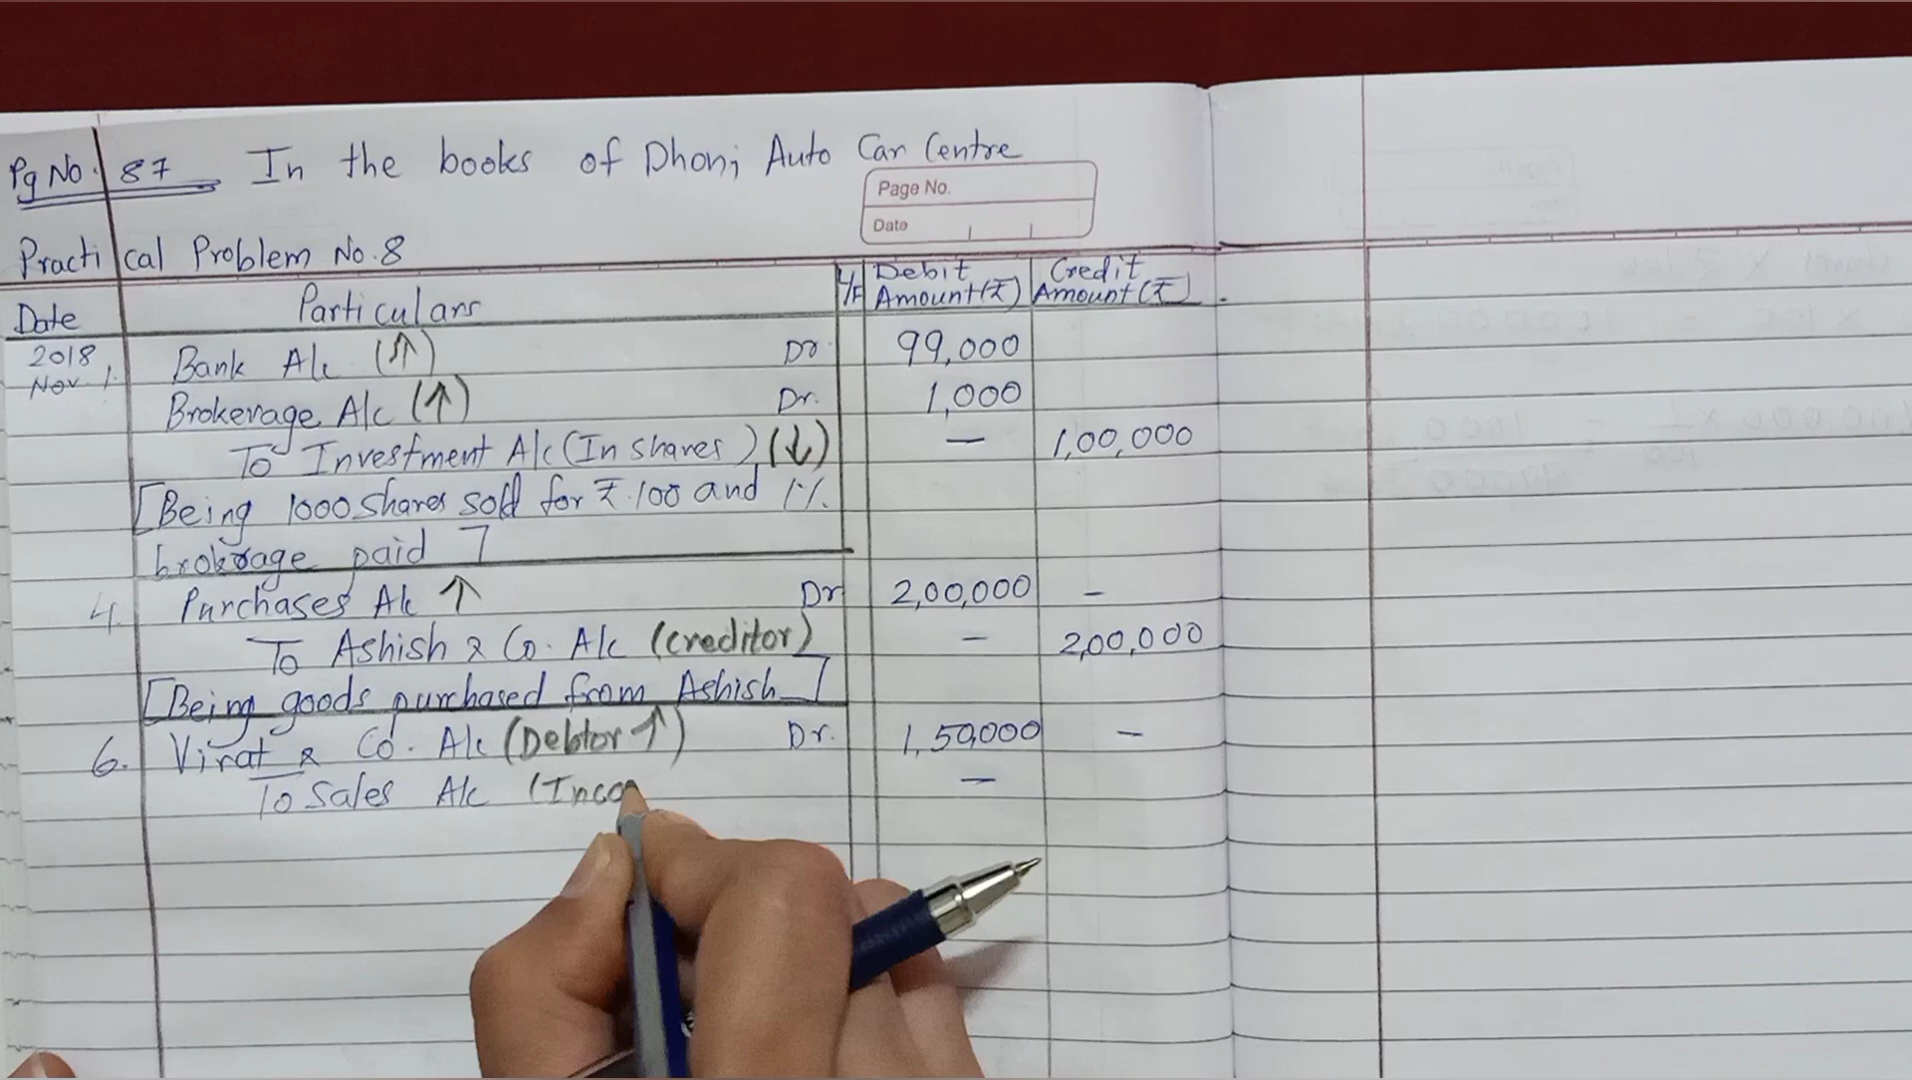 Pg No. 87 In the books of Dhoni Auto Car Centre
Page No.
Date
Practical Problem No. 8
Date Particulars L/F Debit Amount (₹) Credit Amount (₹)
2018 Nov. 1. Bank A/c (↑) Dr. 99,000
Brokerage A/c (↑) Dr. 1,000
To Investment A/c (In shares) (↓) — 1,00,000
[Being 1000 shares sold for ₹.100 and 1%
brokerage paid]
4. Purchases A/c ↑ Dr 2,00,000 —
To Ashish & Co. A/c (creditor) — 2,00,000
[Being goods purchased from Ashish]
6. Virat & Co. A/c (Debtor ↑) Dr. 1,50,000 —
To Sales A/c (Inco —